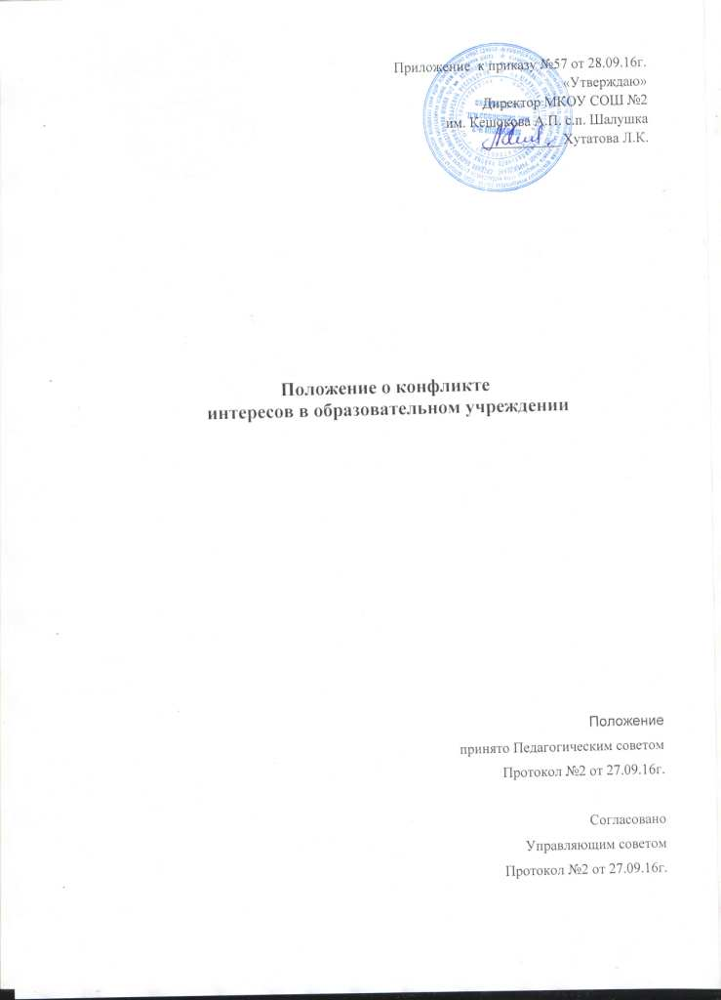 Приложение к приказу №57 от 28.09.16г.
«Утверждаю»
Директор МКОУ СОШ №2
им. Кешокова А.П. с.п. Шалушка
Хутатова Л.К.
Положение о конфликте
интересов в образовательном учреждении
Положение
принято Педагогическим советом
Протокол №2 от 27.09.16г.
Согласовано
Управляющим советом
Протокол №2 от 27.09.16г.